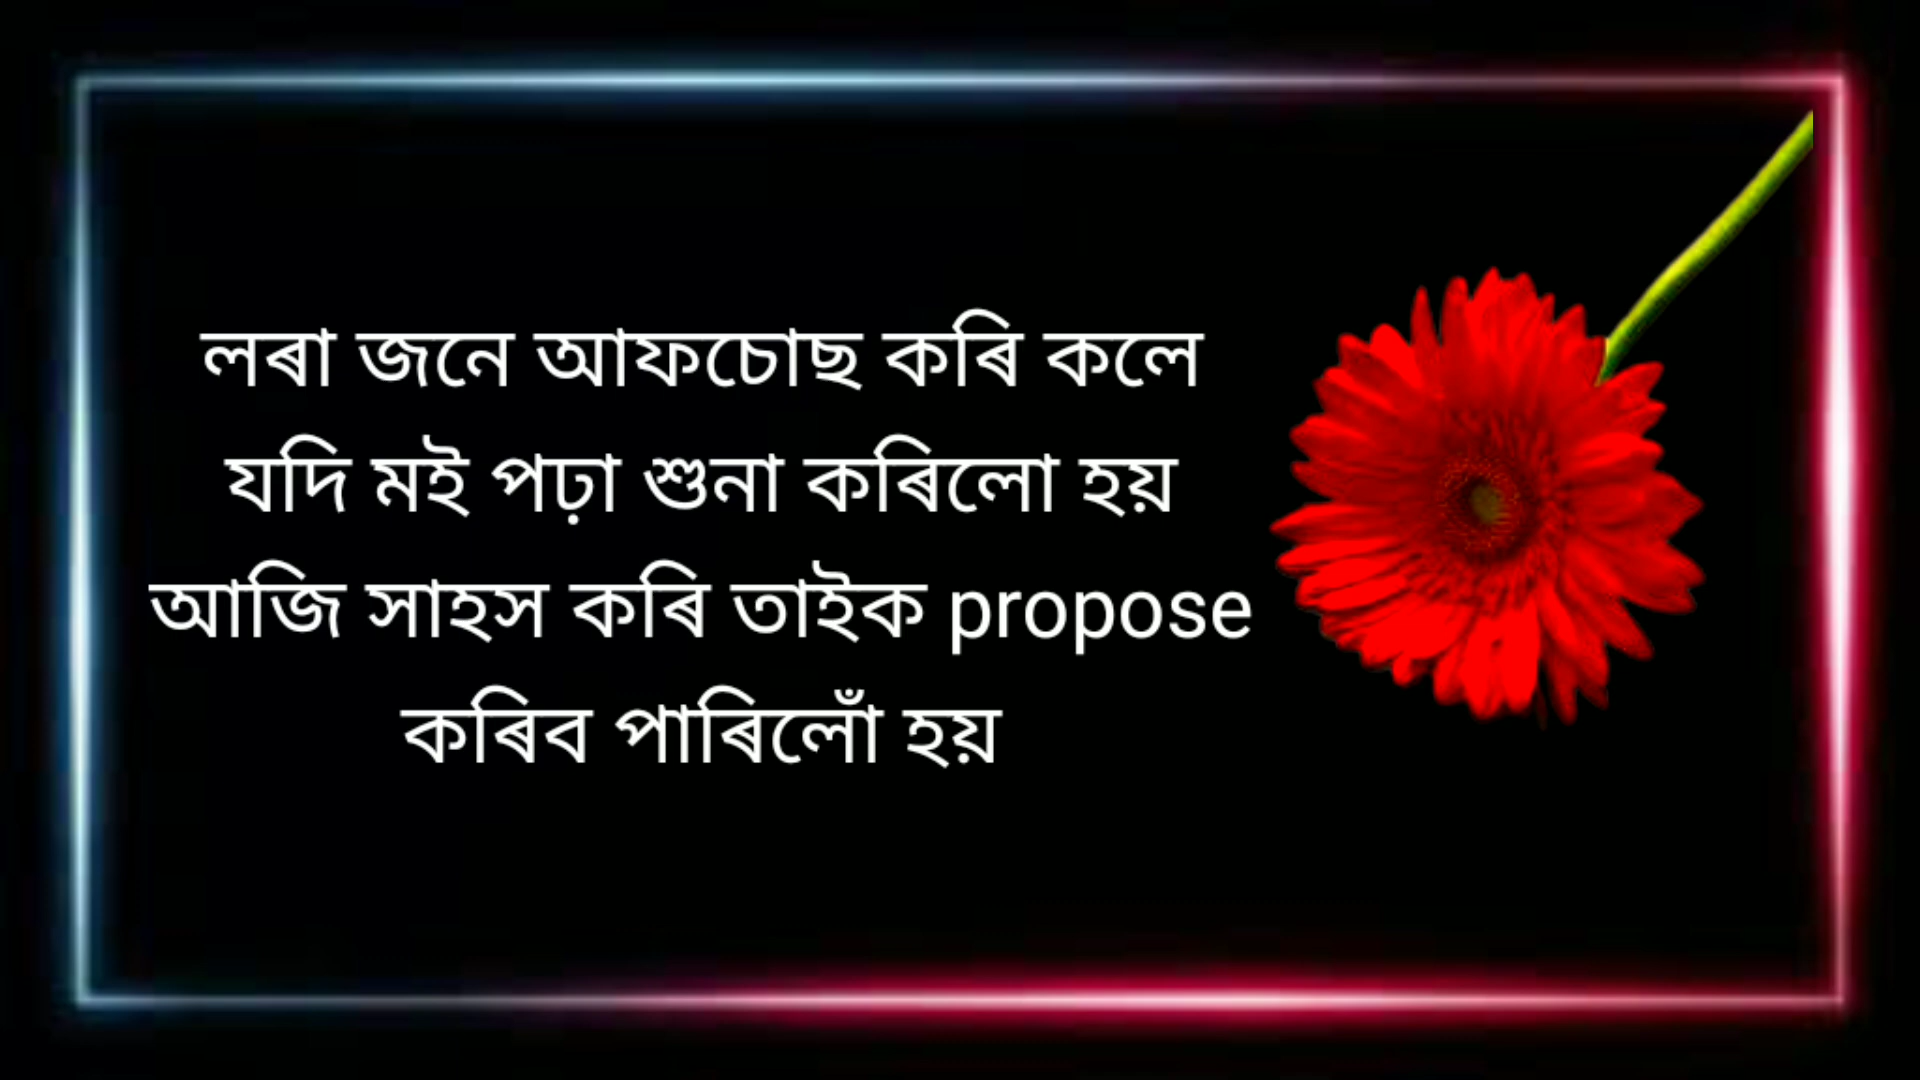 লৰা জনে আফচোছ কৰি কলে
যদি মই পঢ়া শুনা কৰিলো হয়
আজি সাহস কৰি তাইক propose
কৰিব পাৰিলোঁ হয়